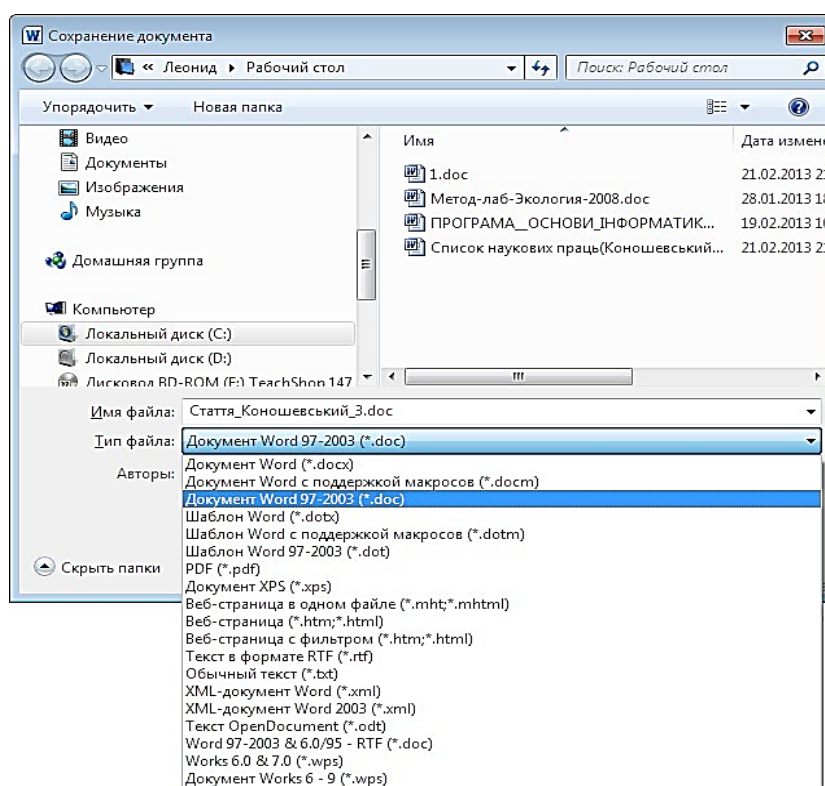 Сохранение документа
« Леонид ▸ Рабочий стол
Поиск: Рабочий стол
Упорядочить ▾ Новая папка
Видео
Документы
Изображения
Музыка
Домашняя группа
Компьютер
Локальный диск (C:)
Локальный диск (D:)
Дисковод BD-ROM (F:) TeachShop 147
Имя Дата измене
1.doc 21.02.2013 2
Метод-лаб-Экология-2008.doc 28.01.2013 1
ПРОГРАМА__ОСНОВИ_ІНФОРМАТИК... 19.02.2013 1
Список наукових праць(Коношевський... 21.02.2013 2
Имя файла: Стаття_Коношевський_3.doc
Тип файла: Документ Word 97-2003 (*.doc)
Авторы:
Скрыть папки
Документ Word (*.docx)
Документ Word с поддержкой макросов (*.docm)
Документ Word 97-2003 (*.doc)
Шаблон Word (*.dotx)
Шаблон Word с поддержкой макросов (*.dotm)
Шаблон Word 97-2003 (*.dot)
PDF (*.pdf)
Документ XPS (*.xps)
Веб-страница в одном файле (*.mht;*.mhtml)
Веб-страница (*.htm;*.html)
Веб-страница с фильтром (*.htm;*.html)
Текст в формате RTF (*.rtf)
Обычный текст (*.txt)
XML-документ Word (*.xml)
XML-документ Word 2003 (*.xml)
Текст OpenDocument (*.odt)
Word 97-2003 & 6.0/95 - RTF (*.doc)
Works 6.0 & 7.0 (*.wps)
Документ Works 6 - 9 (*.wps)